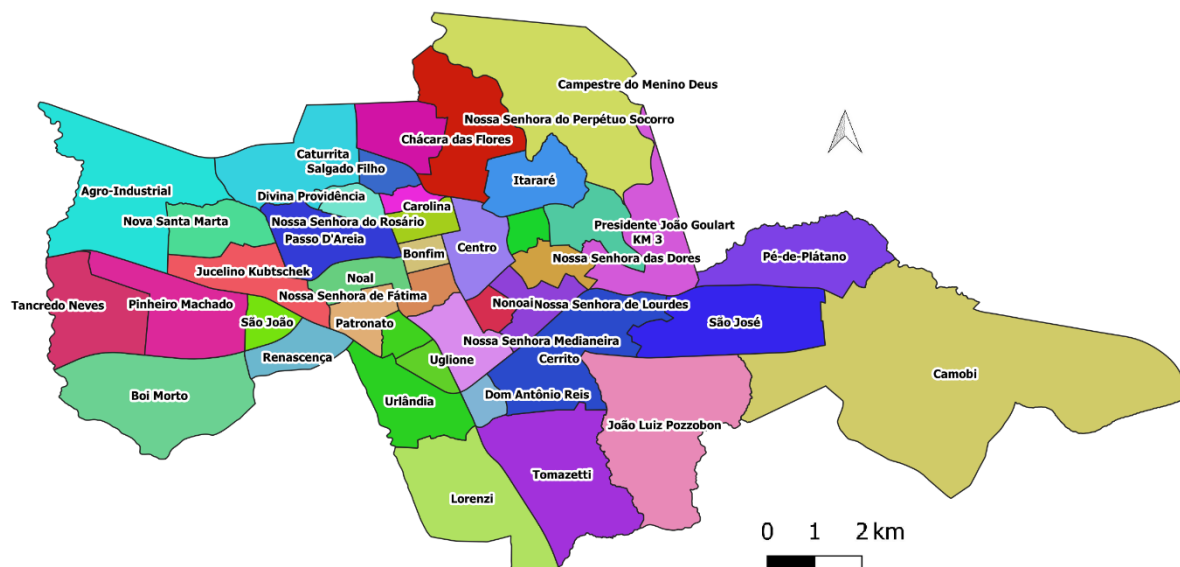 Campestre do Menino Deus
Nossa Senhora do Perpétuo Socorro
Chácara das Flores
Caturrita
Salgado Filho
Itararé
Agro-Industrial
Divina Providência
Carolina
Nova Santa Marta
Nossa Senhora do Rosário
Presidente João Goulart
Passo D'Areia
KM 3
Bonfim
Centro
Pé-de-Plátano
Nossa Senhora das Dores
Jucelino Kubtschek
Noal
Nossa Senhora de Fátima
Tancredo Neves
Pinheiro Machado
Nonoai
Nossa Senhora de Lourdes
São João
Patronato
São José
Nossa Senhora Medianeira
Renascença
Uglione
Cerrito
Camobi
Boi Morto
Urlândia
Dom Antônio Reis
João Luiz Pozzobon
Tomazetti
Lorenzi
0 1 2 km